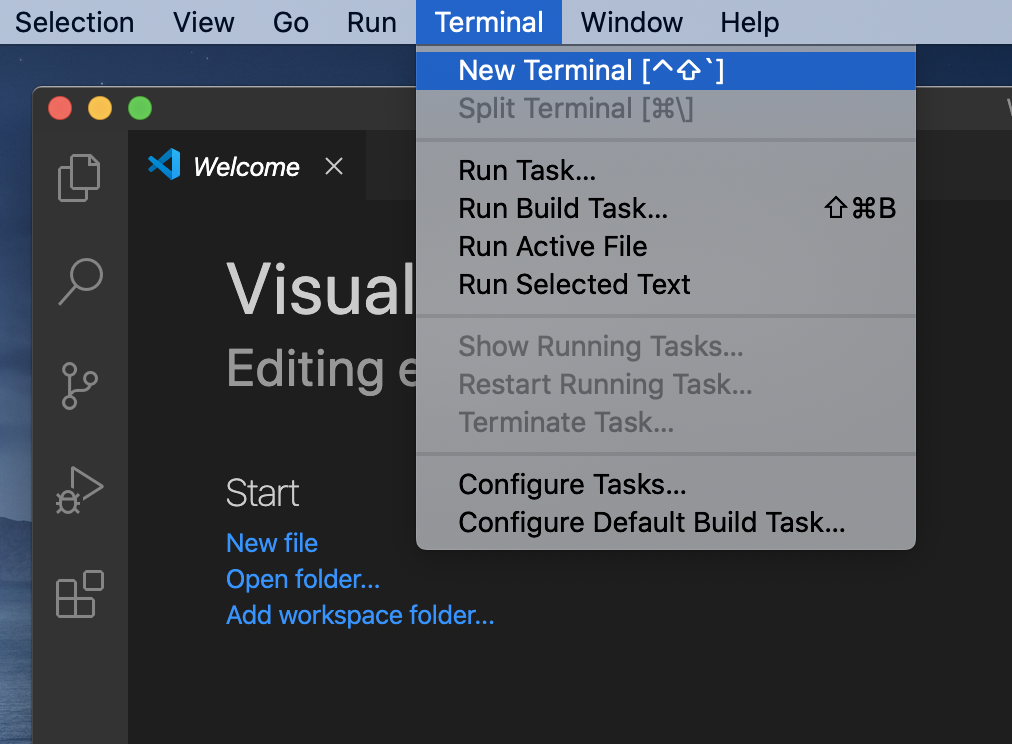 Selection View Go Run Terminal Window Help
New Terminal [⌃⇧`]
Split Terminal [⌘\]
Run Task...
Run Build Task... ⇧⌘B
Run Active File
Run Selected Text
Show Running Tasks...
Restart Running Task...
Terminate Task...
Configure Tasks...
Configure Default Build Task...
Welcome
Visual
Editing
Start
New file
Open folder...
Add workspace folder...